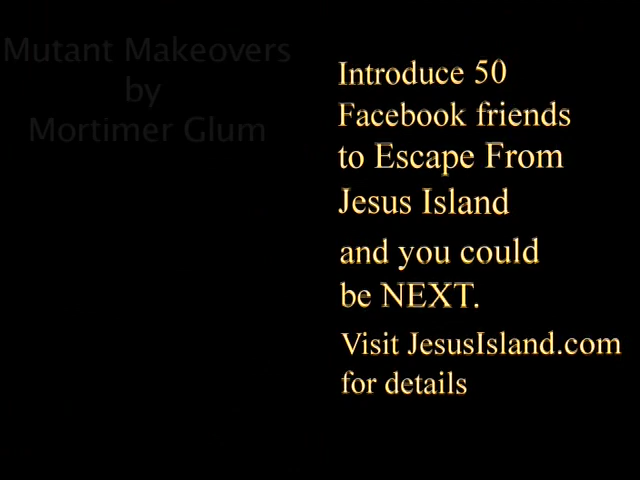 Mutant Makeovers
by
Mortimer Glum
Introduce 50
Facebook friends
to Escape From
Jesus Island
and you could
be NEXT.
Visit JesusIsland.com
for details